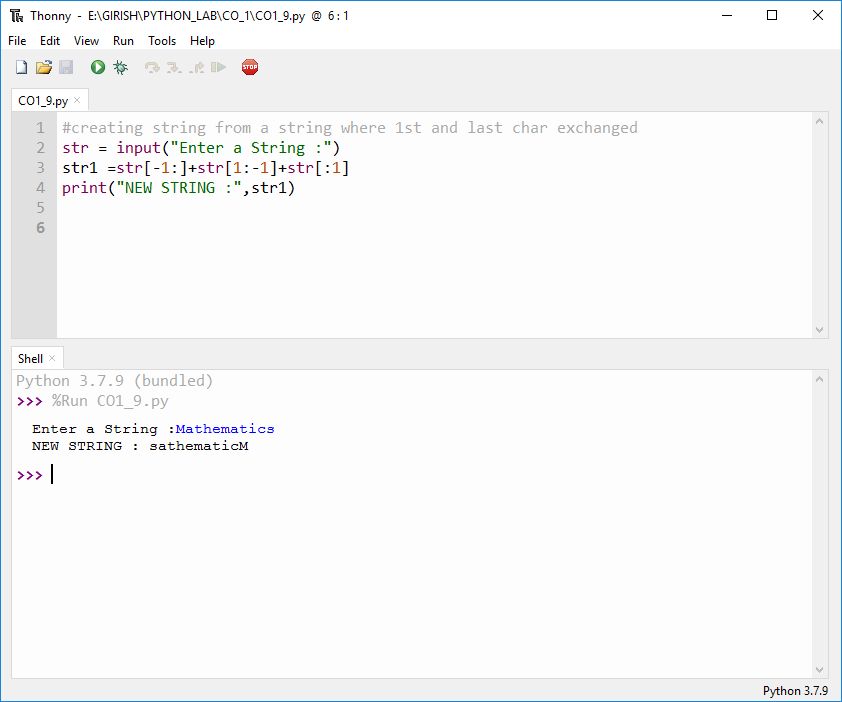 Thonny - E:\GIRISH\PYTHON_LAB\CO_1\CO1_9.py @ 6:1
File Edit View Run Tools Help
STOP
CO1_9.py ×
1 #creating string from a string where 1st and last char exchanged
2 str = input("Enter a String :")
3 str1 =str[-1:]+str[1:-1]+str[:1]
4 print("NEW STRING :",str1)
5
6
Shell ×
Python 3.7.9 (bundled)
>>> %Run CO1_9.py
Enter a String :Mathematics
NEW STRING : sathematicM
>>>
Python 3.7.9